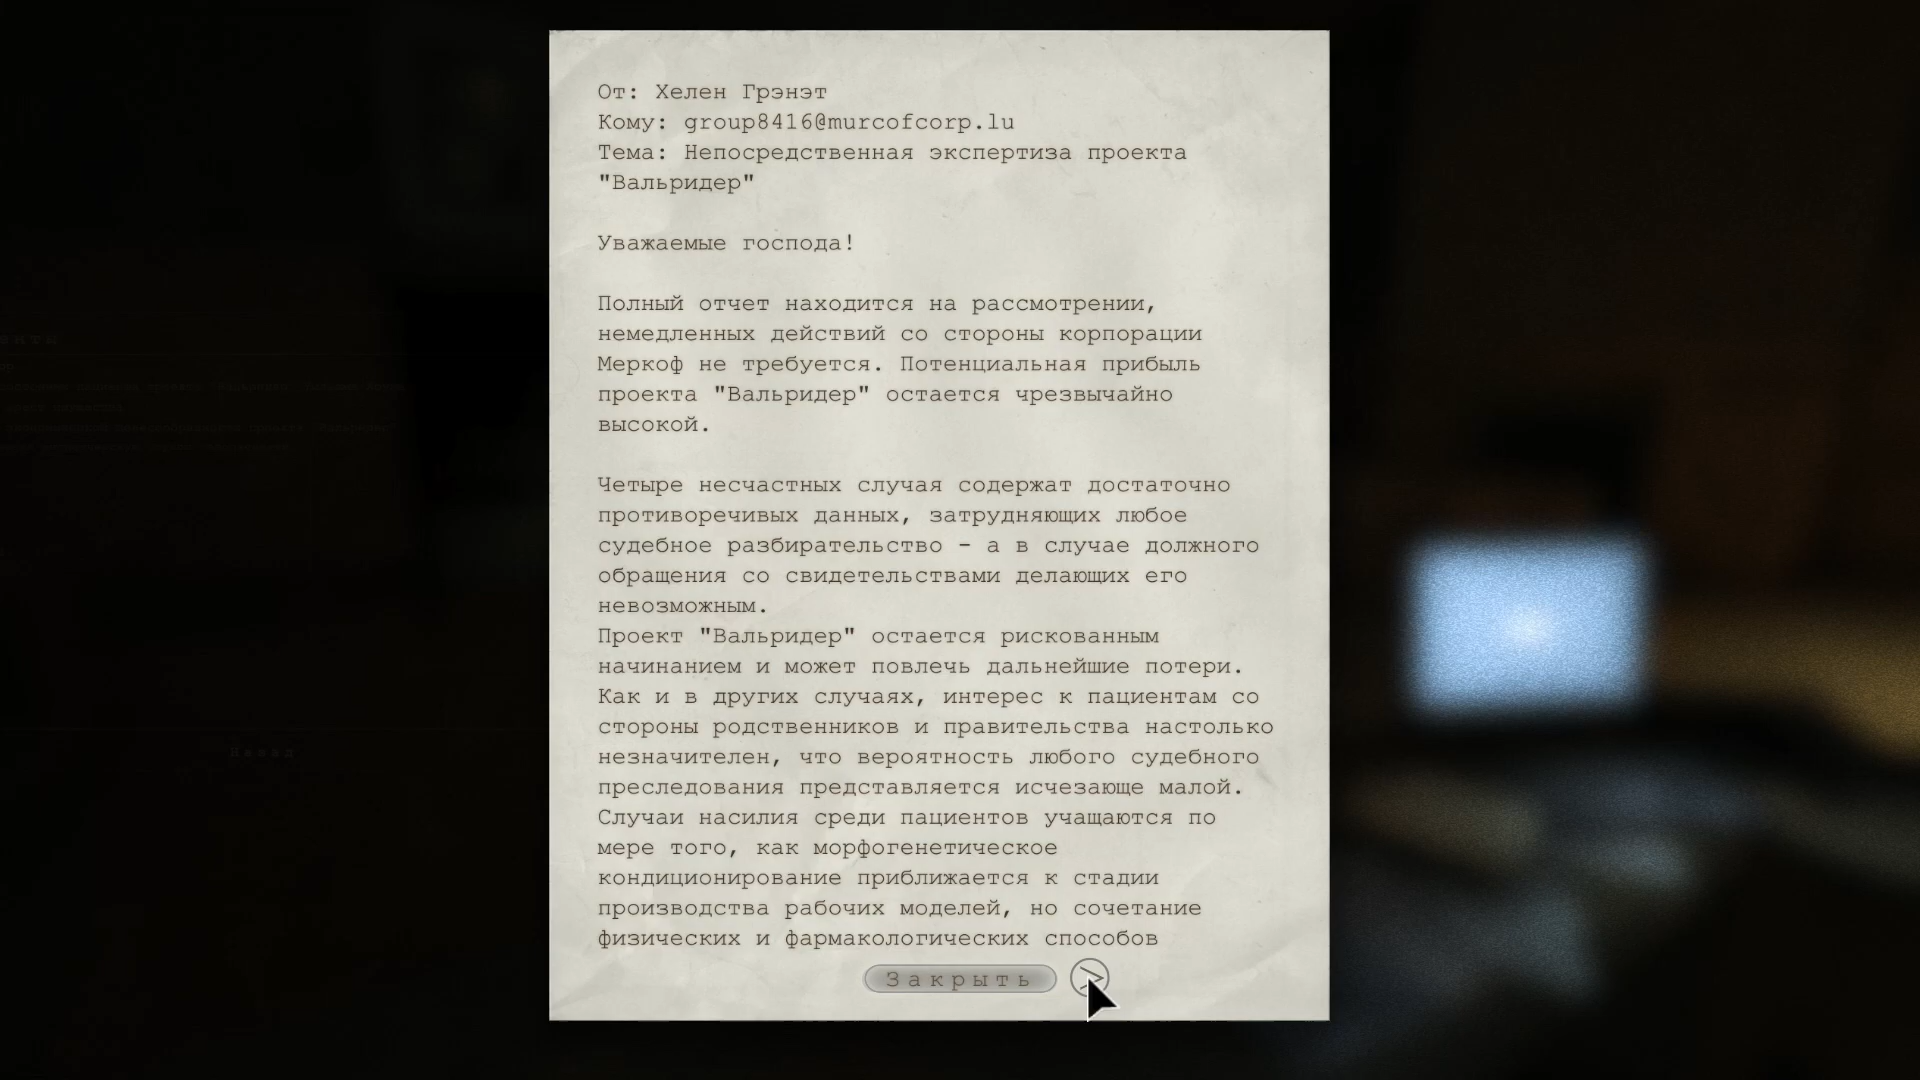 От: Хелен Грэнэт
Кому: group8416@murcofcorp.lu
Тема: Непосредственная экспертиза проекта
"Вальридер"
Уважаемые господа!
Полный отчет находится на рассмотрении,
немедленных действий со стороны корпорации
Меркоф не требуется. Потенциальная прибыль
проекта "Вальридер" остается чрезвычайно
высокой.
Четыре несчастных случая содержат достаточно
противоречивых данных, затрудняющих любое
судебное разбирательство - а в случае должного
обращения со свидетельствами делающих его
невозможным.
Проект "Вальридер" остается рискованным
начинанием и может повлечь дальнейшие потери.
Как и в других случаях, интерес к пациентам со
стороны родственников и правительства настолько
незначителен, что вероятность любого судебного
преследования представляется исчезающе малой.
Случаи насилия среди пациентов учащаются по
мере того, как морфогенетическое
кондиционирование приближается к стадии
производства рабочих моделей, но сочетание
физических и фармакологических способов
Закрыть >
Назад